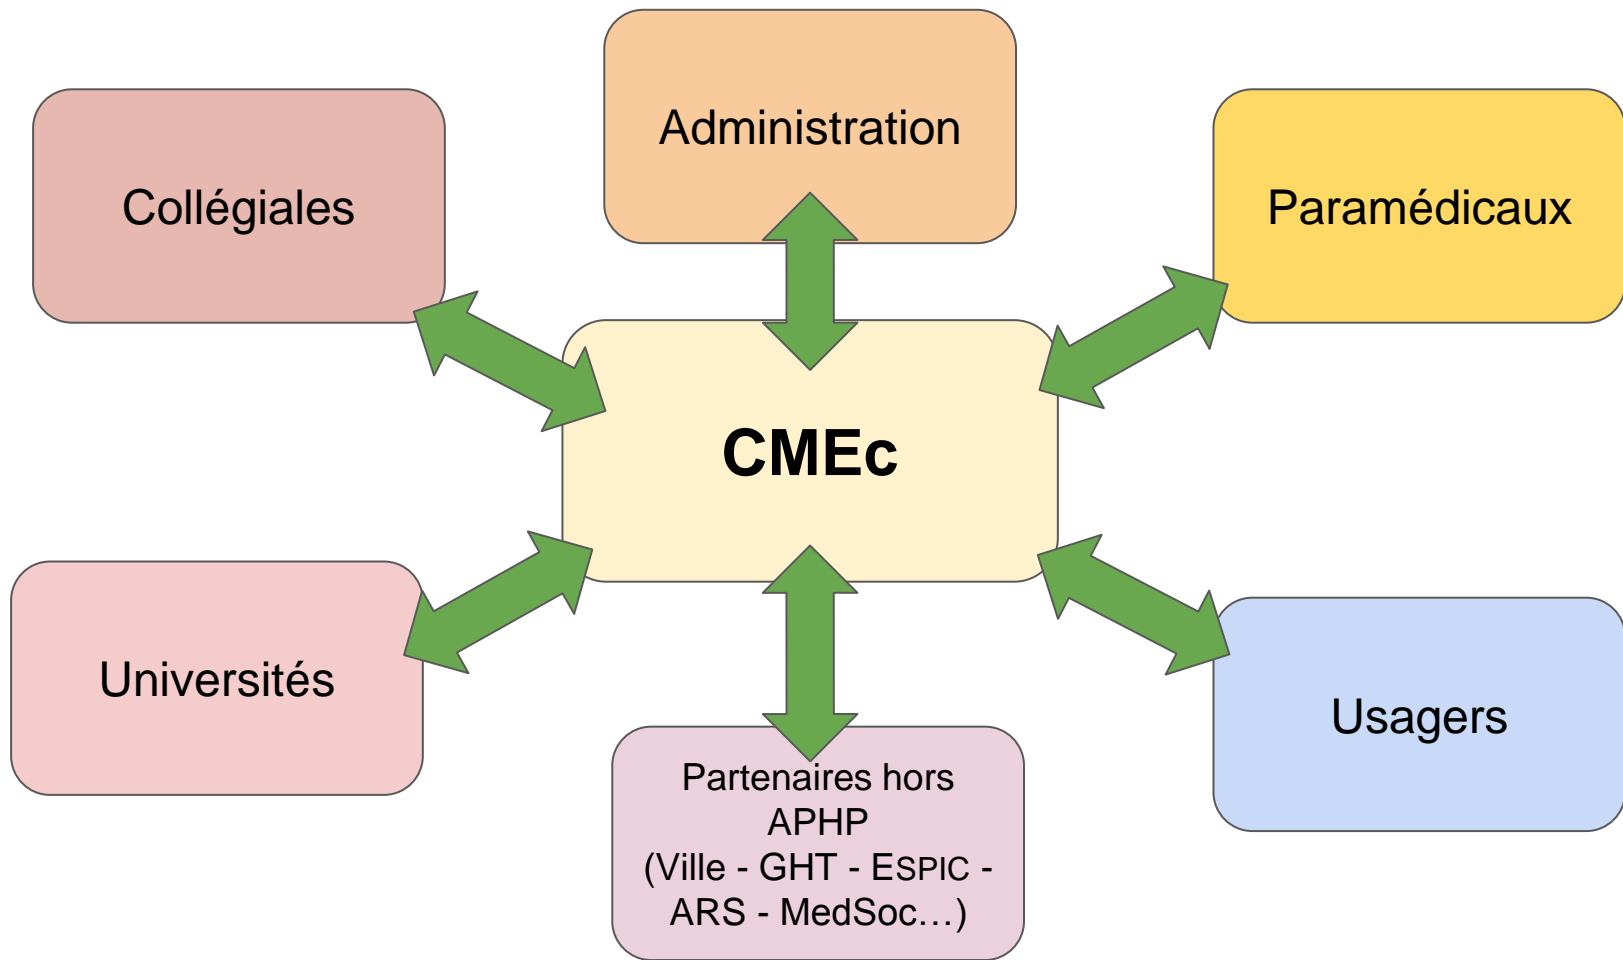 Administration
Collégiales
Paramédicaux
CMEc
Universités
Usagers
Partenaires hors
APHP
(Ville - GHT - ESPIC -
ARS - MedSoc…)